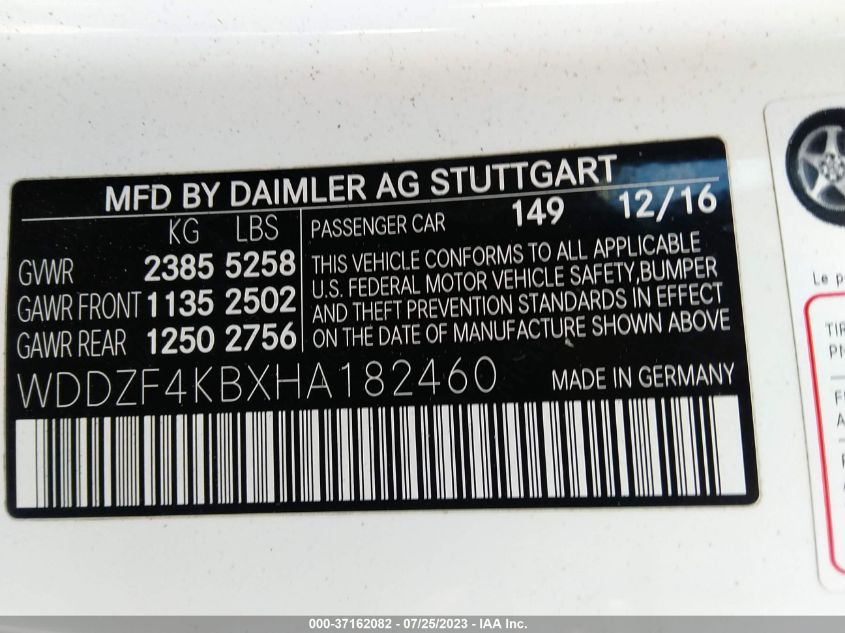 MFD BY DAIMLER AG STUTTGART
KG LBS
GVWR 2385 5258
GAWR FRONT 1135 2502
GAWR REAR 1250 2756
PASSENGER CAR 149 12/16
THIS VEHICLE CONFORMS TO ALL APPLICABLE
U.S. FEDERAL MOTOR VEHICLE SAFETY,BUMPER
AND THEFT PREVENTION STANDARDS IN EFFECT
ON THE DATE OF MANUFACTURE SHOWN ABOVE
WDDZF4KBXHA182460 MADE IN GERMANY
Le
000-37162082 - 07/25/2023 - IAA Inc.